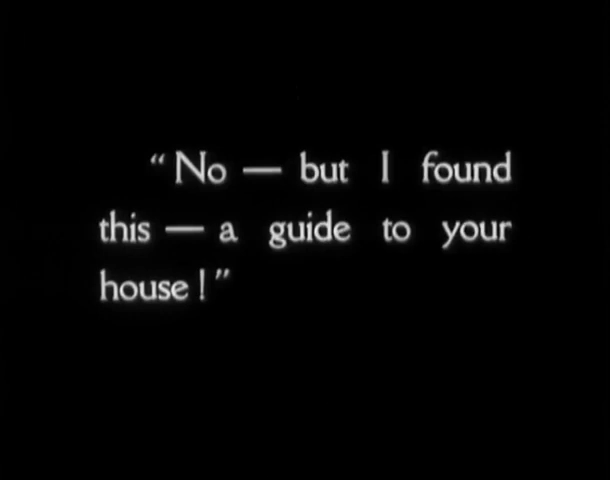 “No — but I found
this — a guide to your
house!”